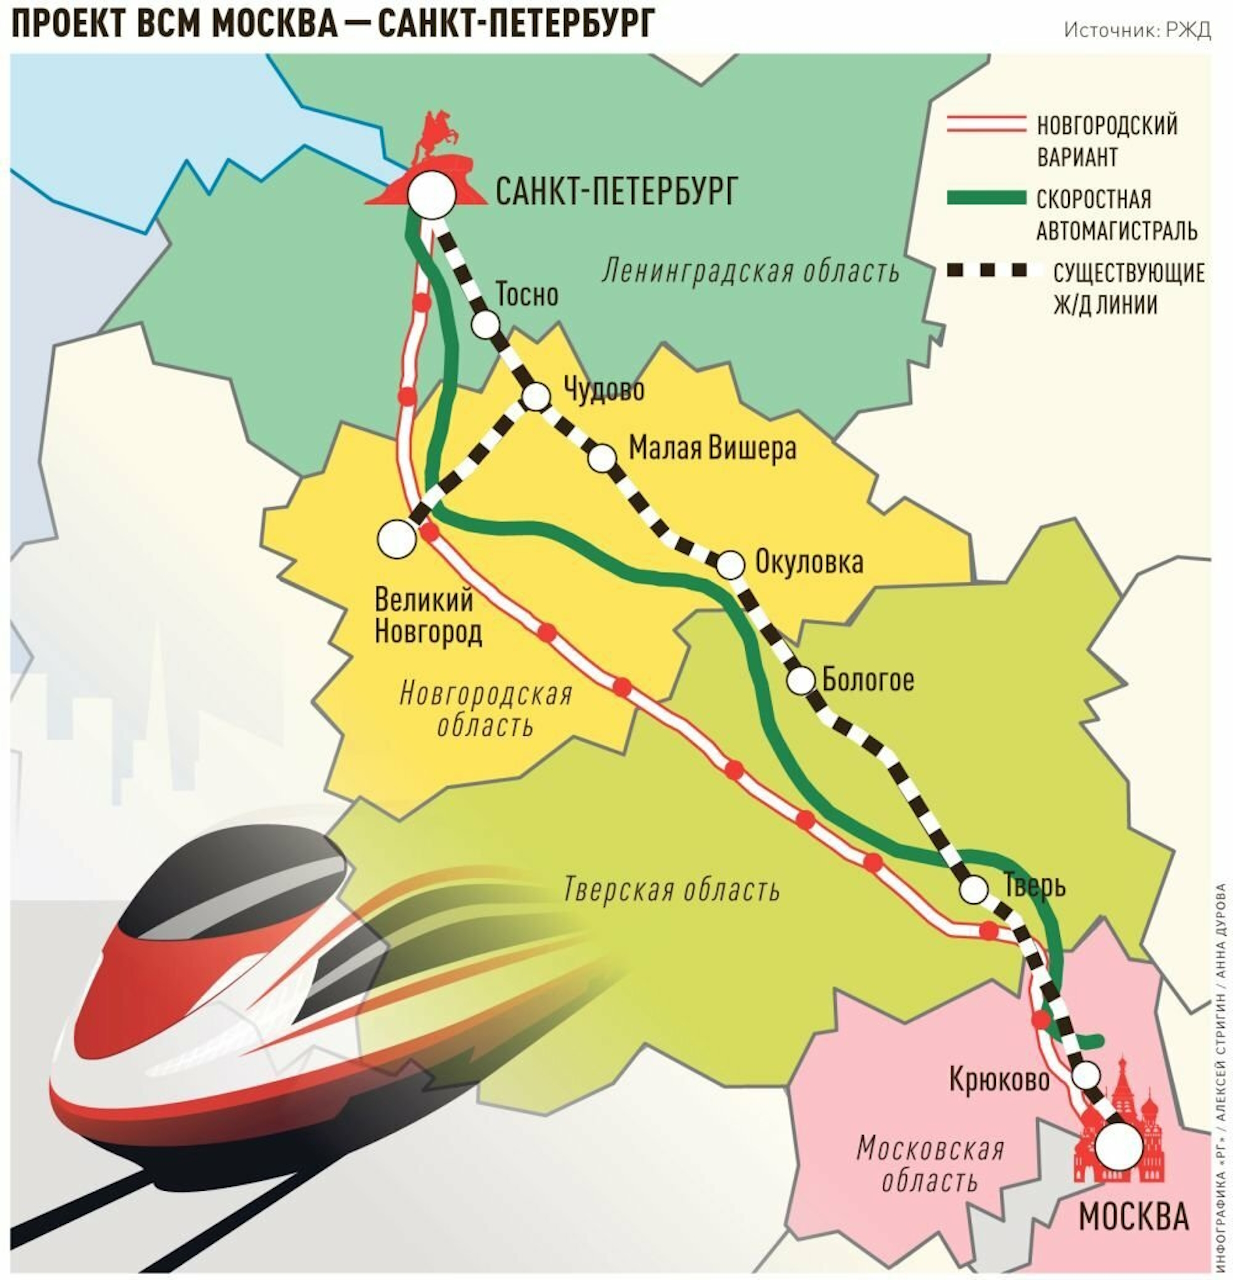 ПРОЕКТ ВСМ МОСКВА — САНКТ-ПЕТЕРБУРГ
Источник: РЖД
НОВГОРОДСКИЙ
ВАРИАНТ
СКОРОСТНАЯ
АВТОМАГИСТРАЛЬ
СУЩЕСТВУЮЩИЕ
Ж/Д ЛИНИИ
САНКТ-ПЕТЕРБУРГ
Ленинградская область
Тосно
Чудово
Малая Вишера
Окуловка
Великий
Новгород
Бологое
Новгородская
область
Тверская область
Тверь
Крюково
Московская
область
МОСКВА
ИНФОГРАФИКА «РГ» / АЛЕКСЕЙ СТРИГИН / АННА ДУРОВА